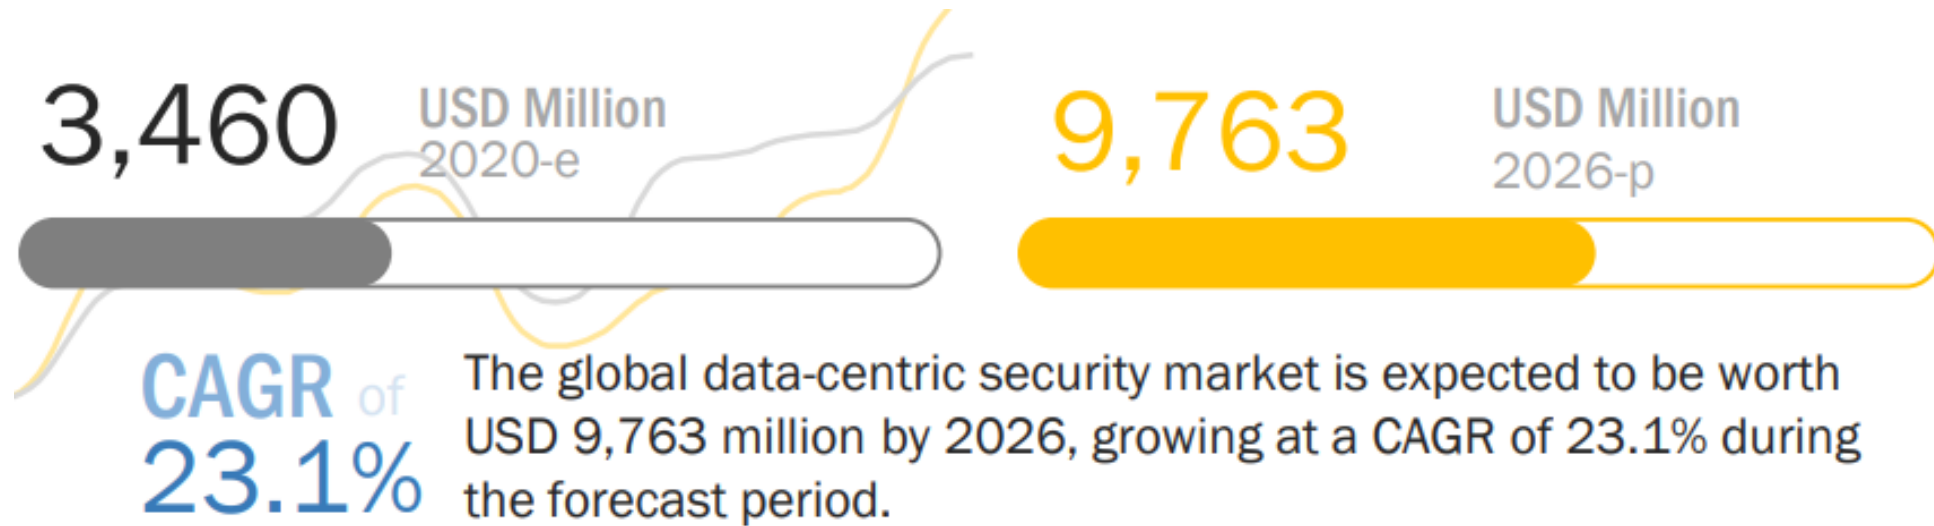 3,460
USD Million
2020-e
9,763
USD Million
2026-p
CAGR of
23.1%
The global data-centric security market is expected to be worth
USD 9,763 million by 2026, growing at a CAGR of 23.1% during
the forecast period.